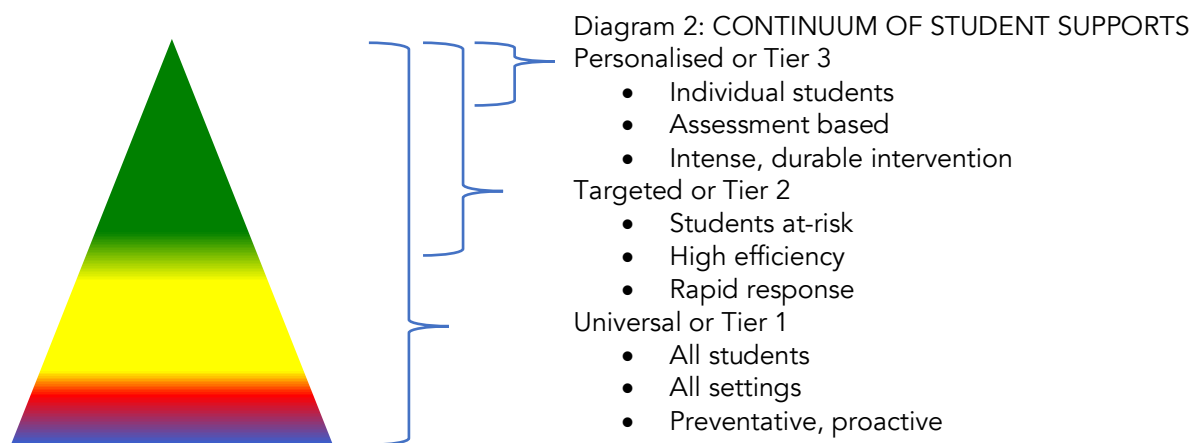 Diagram 2: CONTINUUM OF STUDENT SUPPORTS
Personalised or Tier 3
• Individual students
• Assessment based
• Intense, durable intervention
Targeted or Tier 2
• Students at-risk
• High efficiency
• Rapid response
Universal or Tier 1
• All students
• All settings
• Preventative, proactive